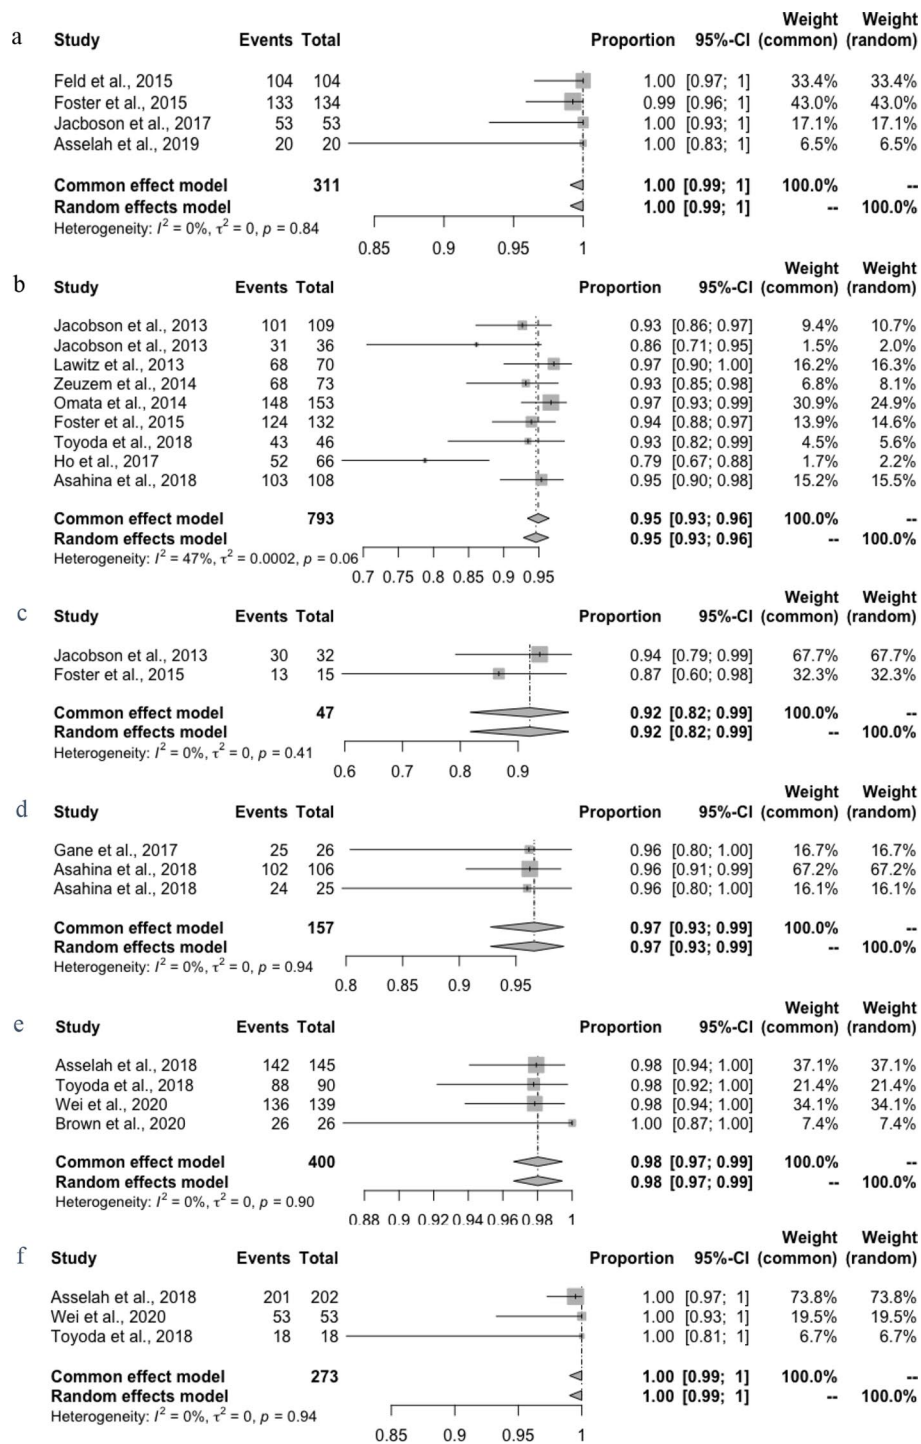 a Study Events Total Proportion 95%-CI Weight (common) Weight (random)
Feld et al., 2015 104 104 1.00 [0.97; 1] 33.4% 33.4%
Foster et al., 2015 133 134 0.99 [0.96; 1] 43.0% 43.0%
Jacboson et al., 2017 53 53 1.00 [0.93; 1] 17.1% 17.1%
Asselah et al., 2019 20 20 1.00 [0.83; 1] 6.5% 6.5%
Common effect model 311 1.00 [0.99; 1] 100.0% --
Random effects model 1.00 [0.99; 1] -- 100.0%
Heterogeneity: I² = 0%, τ² = 0, p = 0.84
0.85 0.9 0.95 1
b Study Events Total Proportion 95%-CI Weight (common) Weight (random)
Jacobson et al., 2013 101 109 0.93 [0.86; 0.97] 9.4% 10.7%
Jacobson et al., 2013 31 36 0.86 [0.71; 0.95] 1.5% 2.0%
Lawitz et al., 2013 68 70 0.97 [0.90; 1.00] 16.2% 16.3%
Zeuzem et al., 2014 68 73 0.93 [0.85; 0.98] 6.8% 8.1%
Omata et al., 2014 148 153 0.97 [0.93; 0.99] 30.9% 24.9%
Foster et al., 2015 124 132 0.94 [0.88; 0.97] 13.9% 14.6%
Toyoda et al., 2018 43 46 0.93 [0.82; 0.99] 4.5% 5.6%
Ho et al., 2017 52 66 0.79 [0.67; 0.88] 1.7% 2.2%
Asahina et al., 2018 103 108 0.95 [0.90; 0.98] 15.2% 15.5%
Common effect model 793 0.95 [0.93; 0.96] 100.0% --
Random effects model 0.95 [0.93; 0.96] -- 100.0%
Heterogeneity: I² = 47%, τ² = 0.0002, p = 0.06
0.7 0.75 0.8 0.85 0.9 0.95
c Study Events Total Proportion 95%-CI Weight (common) Weight (random)
Jacobson et al., 2013 30 32 0.94 [0.79; 0.99] 67.7% 67.7%
Foster et al., 2015 13 15 0.87 [0.60; 0.98] 32.3% 32.3%
Common effect model 47 0.92 [0.82; 0.99] 100.0% --
Random effects model 0.92 [0.82; 0.99] -- 100.0%
Heterogeneity: I² = 0%, τ² = 0, p = 0.41
0.6 0.7 0.8 0.9
d Study Events Total Proportion 95%-CI Weight (common) Weight (random)
Gane et al., 2017 25 26 0.96 [0.80; 1.00] 16.7% 16.7%
Asahina et al., 2018 102 106 0.96 [0.91; 0.99] 67.2% 67.2%
Asahina et al., 2018 24 25 0.96 [0.80; 1.00] 16.1% 16.1%
Common effect model 157 0.97 [0.93; 0.99] 100.0% --
Random effects model 0.97 [0.93; 0.99] -- 100.0%
Heterogeneity: I² = 0%, τ² = 0, p = 0.94
0.8 0.85 0.9 0.95
e Study Events Total Proportion 95%-CI Weight (common) Weight (random)
Asselah et al., 2018 142 145 0.98 [0.94; 1.00] 37.1% 37.1%
Toyoda et al., 2018 88 90 0.98 [0.92; 1.00] 21.4% 21.4%
Wei et al., 2020 136 139 0.98 [0.94; 1.00] 34.1% 34.1%
Brown et al., 2020 26 26 1.00 [0.87; 1.00] 7.4% 7.4%
Common effect model 400 0.98 [0.97; 0.99] 100.0% --
Random effects model 0.98 [0.97; 0.99] -- 100.0%
Heterogeneity: I² = 0%, τ² = 0, p = 0.90
0.88 0.9 0.92 0.94 0.96 0.98 1
f Study Events Total Proportion 95%-CI Weight (common) Weight (random)
Asselah et al., 2018 201 202 1.00 [0.97; 1] 73.8% 73.8%
Wei et al., 2020 53 53 1.00 [0.93; 1] 19.5% 19.5%
Toyoda et al., 2018 18 18 1.00 [0.81; 1] 6.7% 6.7%
Common effect model 273 1.00 [0.99; 1] 100.0% --
Random effects model 1.00 [0.99; 1] -- 100.0%
Heterogeneity: I² = 0%, τ² = 0, p = 0.94
0.85 0.9 0.95 1